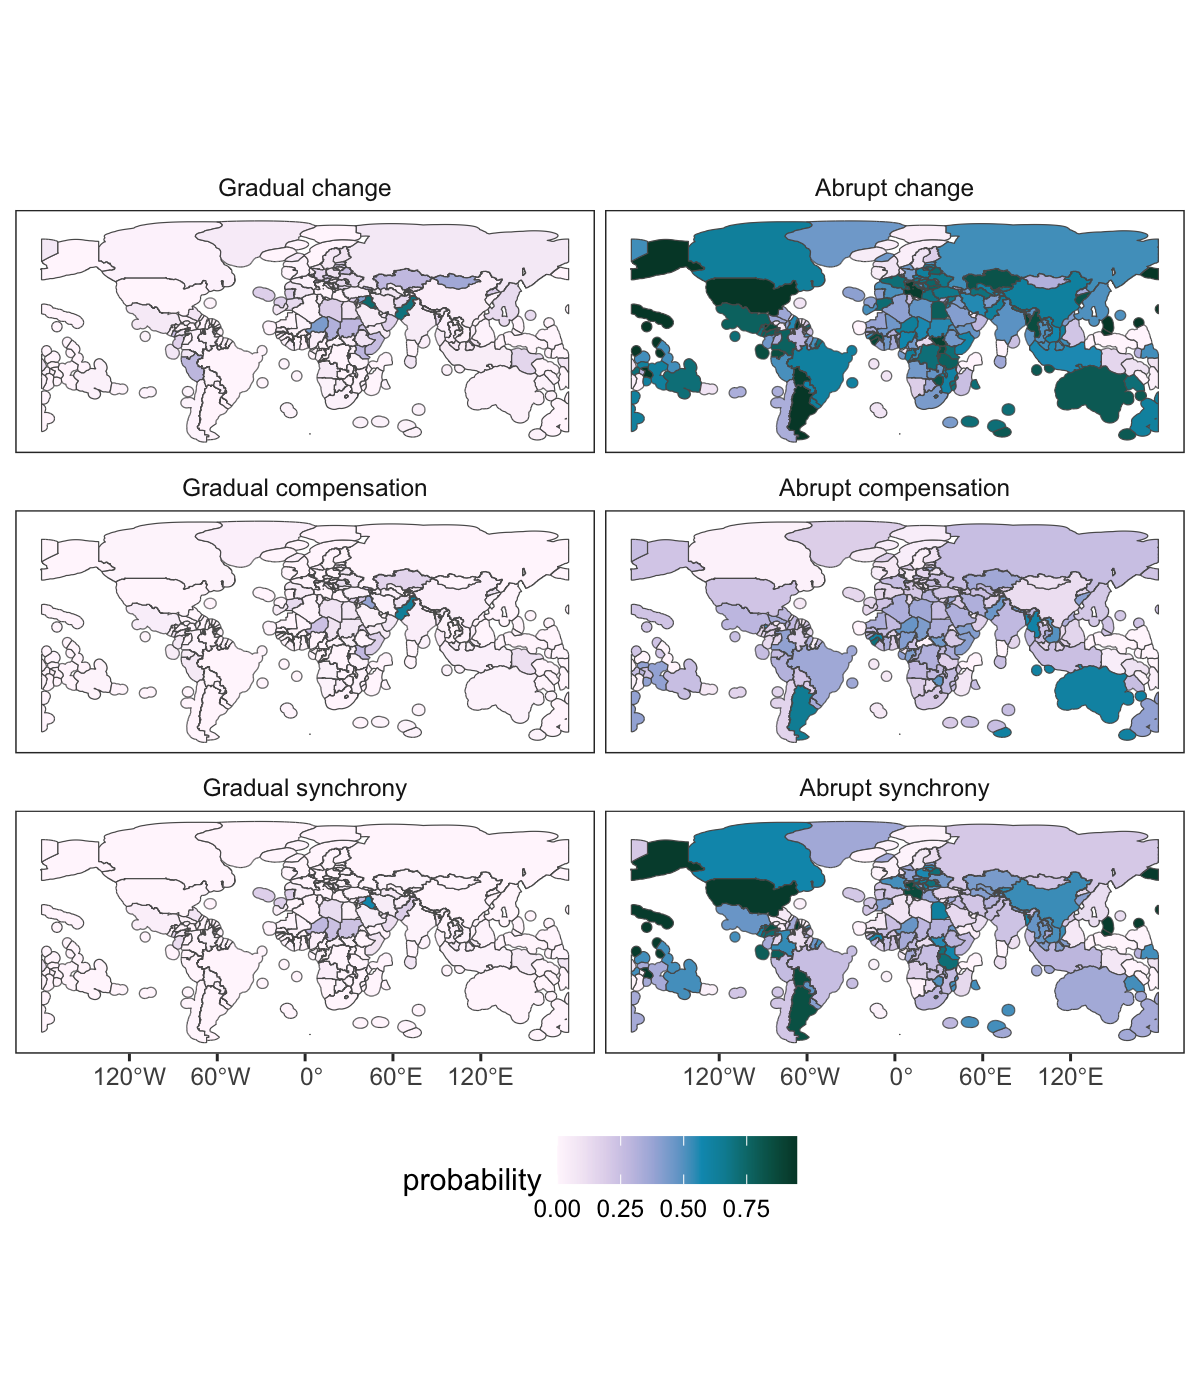 Gradual change
Abrupt change
Gradual compensation
Abrupt compensation
Gradual synchrony
Abrupt synchrony
120°W 60°W 0° 60°E 120°E
120°W 60°W 0° 60°E 120°E
probability
0.00 0.25 0.50 0.75